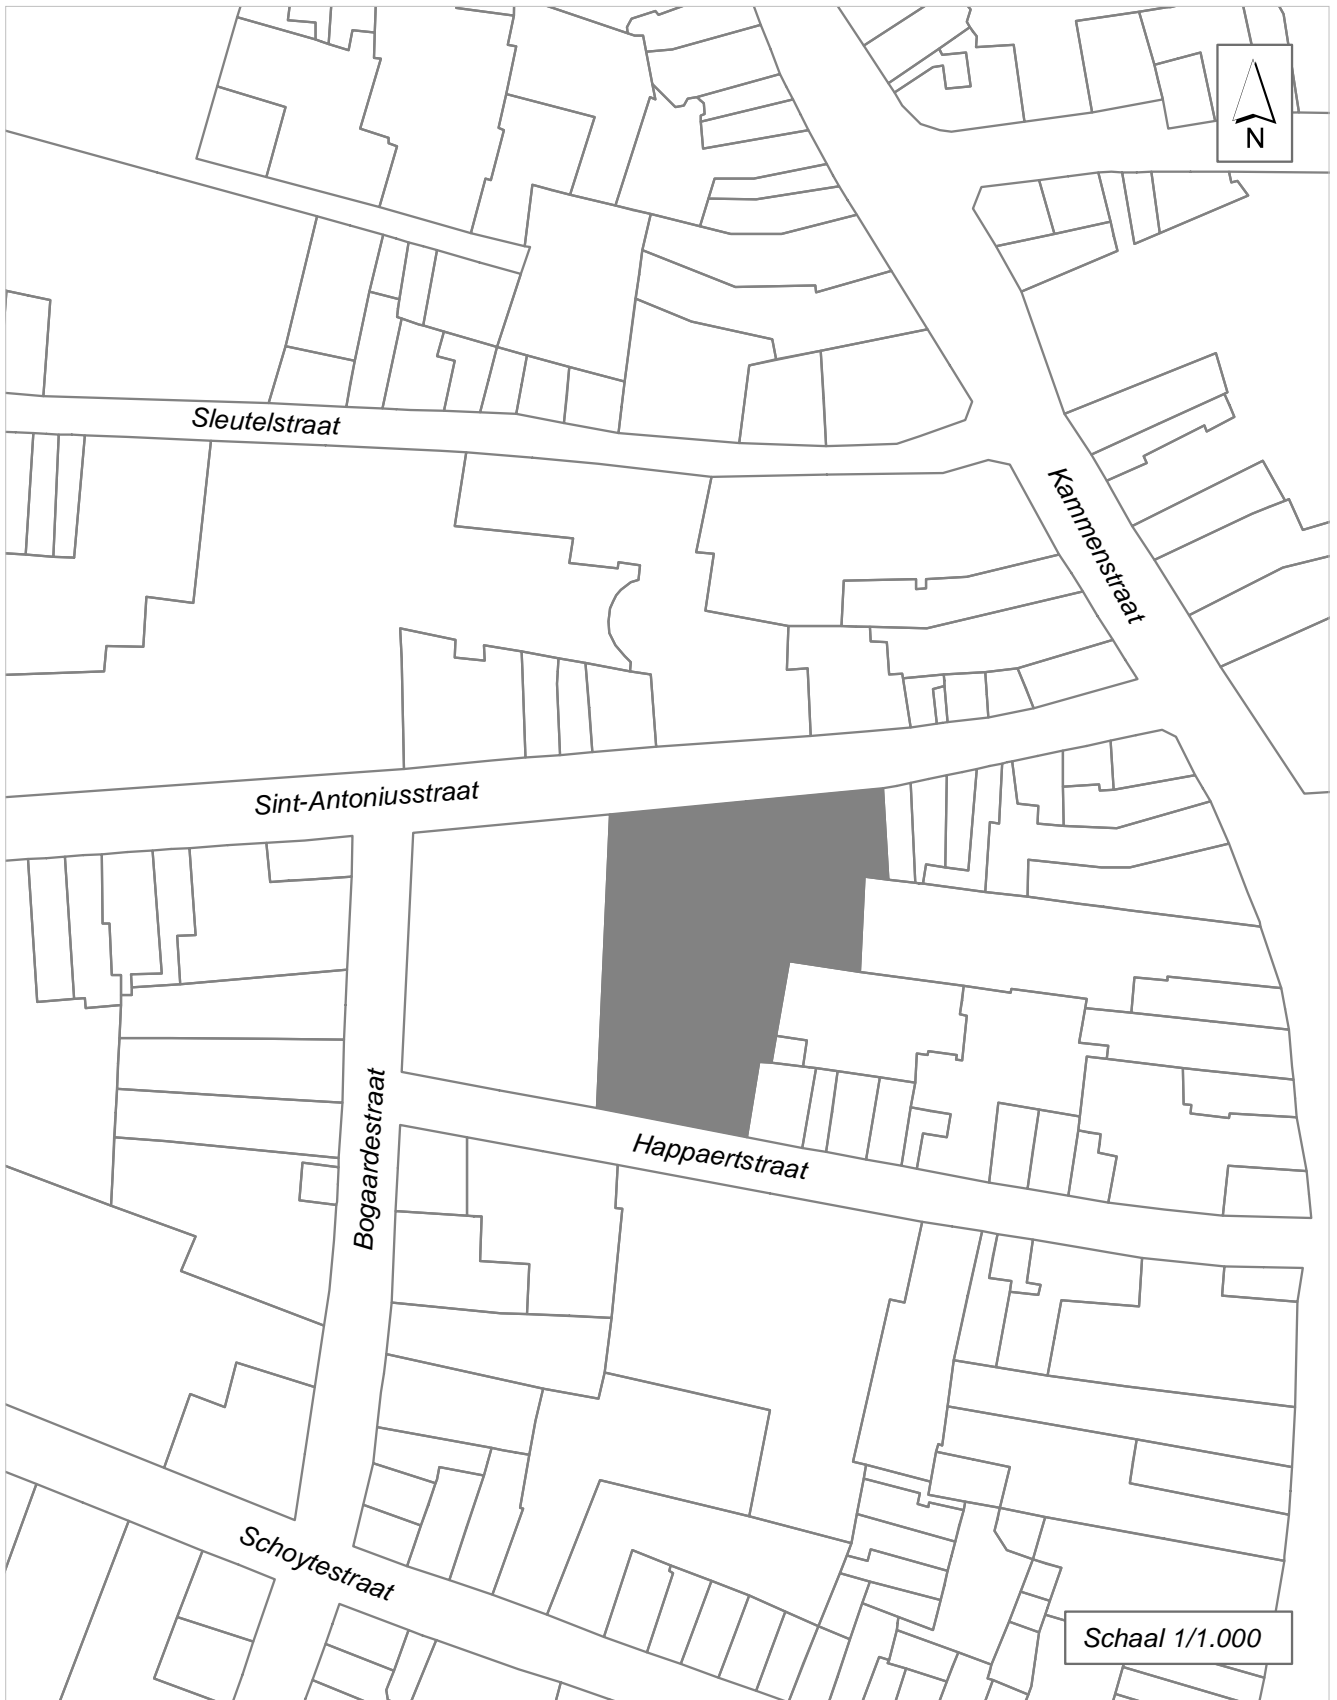 N
Sleutelstraat
Kammenstraat
Sint-Antoniusstraat
Bogaardestraat
Happaertstraat
Schoytestraat
Schaal 1/1.000